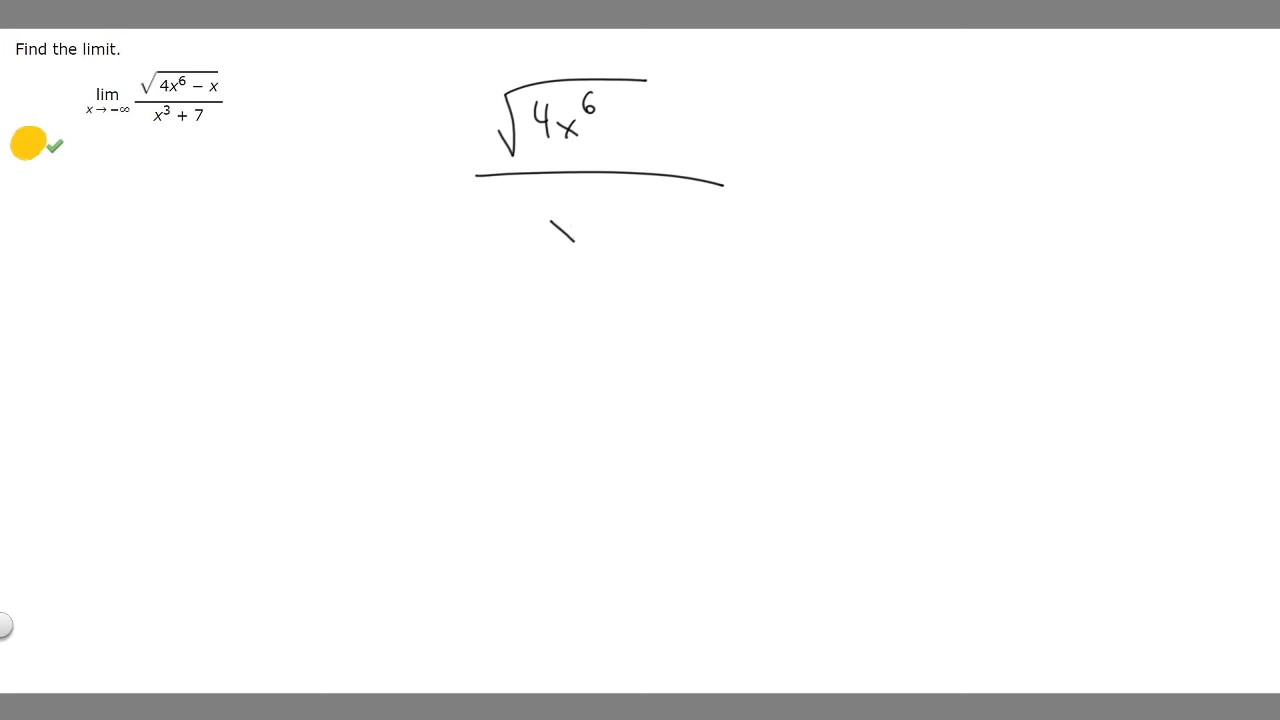 Find the limit.
lim x→−∞ √(4x⁶ − x) / (x³ + 7)
√(4x⁶)